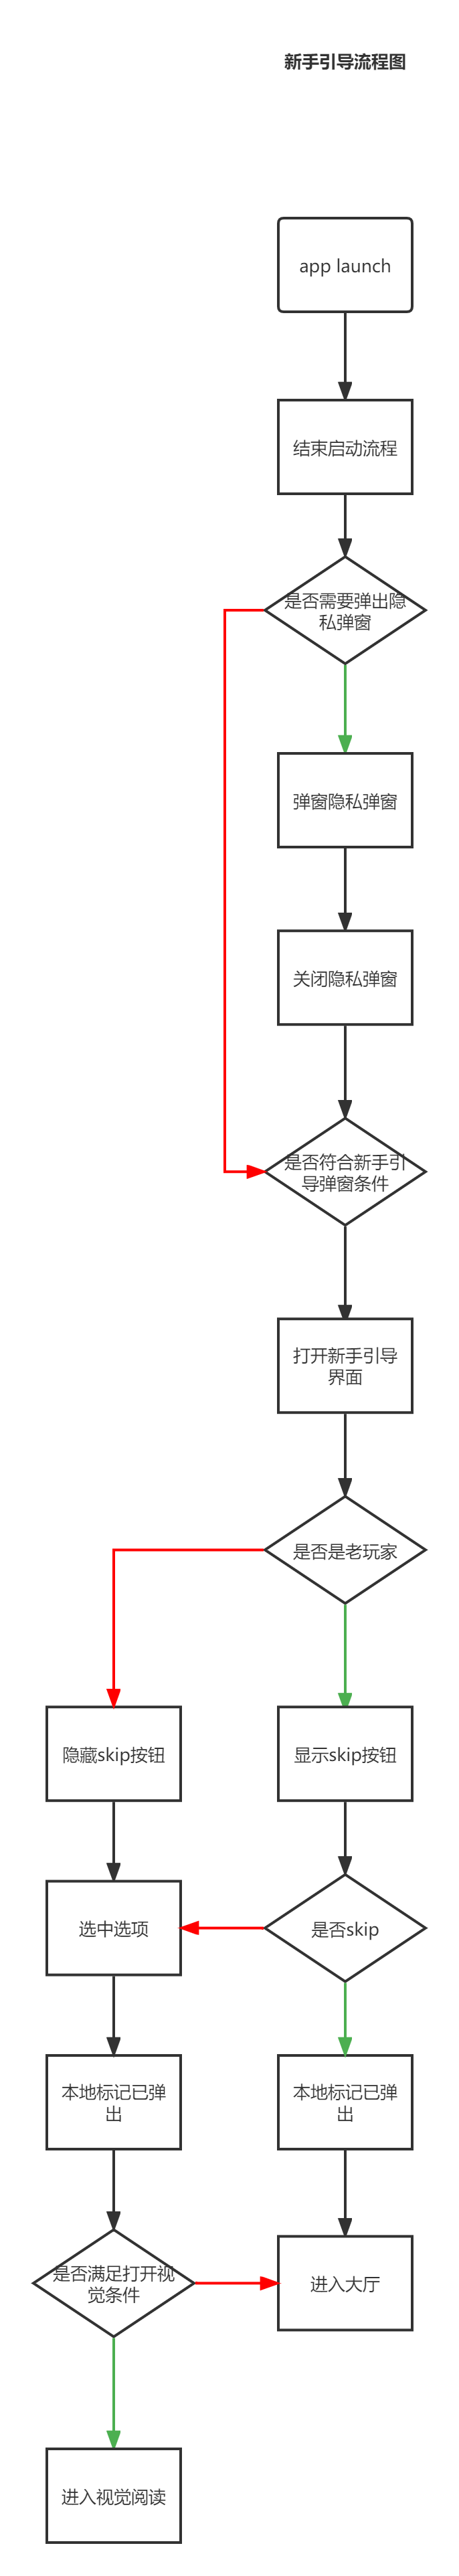 新手引导流程图
app launch
结束启动流程
是否需要弹出隐
私弹窗
弹窗隐私弹窗
关闭隐私弹窗
是否符合新手引
导弹窗条件
打开新手引导
界面
是否是老玩家
隐藏skip按钮
显示skip按钮
选中选项
是否skip
本地标记已弹
出
本地标记已弹
出
是否满足打开视
觉条件
进入大厅
进入视觉阅读